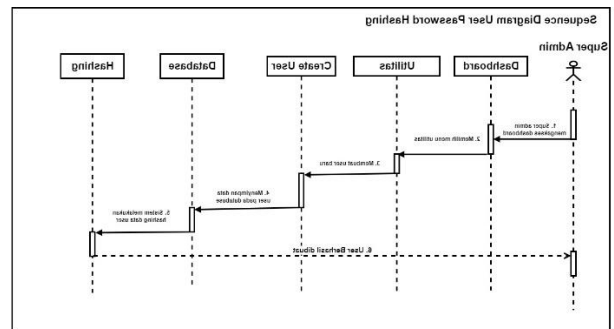 Sequence Diagram User Password Hashing
Super Admin
Dashboard
Utilitas
Create User
Database
Hashing
1. Super admin
mengakses dashboard
2. Memilih menu utilitas
3. Membuat user baru
4. Menyimpan data
user pada database
5. Sistem melakukan
hashing data user
6. User Berhasil dibuat